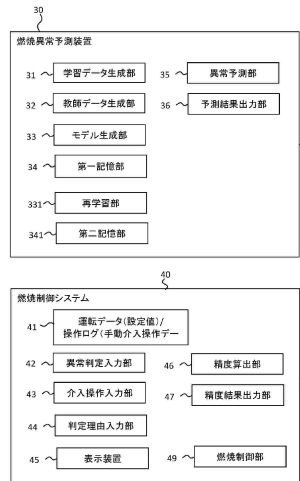 30
燃焼異常予測装置
31 学習データ生成部
35 異常予測部
32 教師データ生成部
36 予測結果出力部
33 モデル生成部
34 第一記憶部
331 再学習部
341 第二記憶部
40
燃焼制御システム
41 運転データ(設定値)/
操作ログ(手動介入操作デー
42 異常判定入力部
46 精度算出部
43 介入操作入力部
47 精度結果出力部
44 判定理由入力部
45 表示装置
49 燃焼制御部